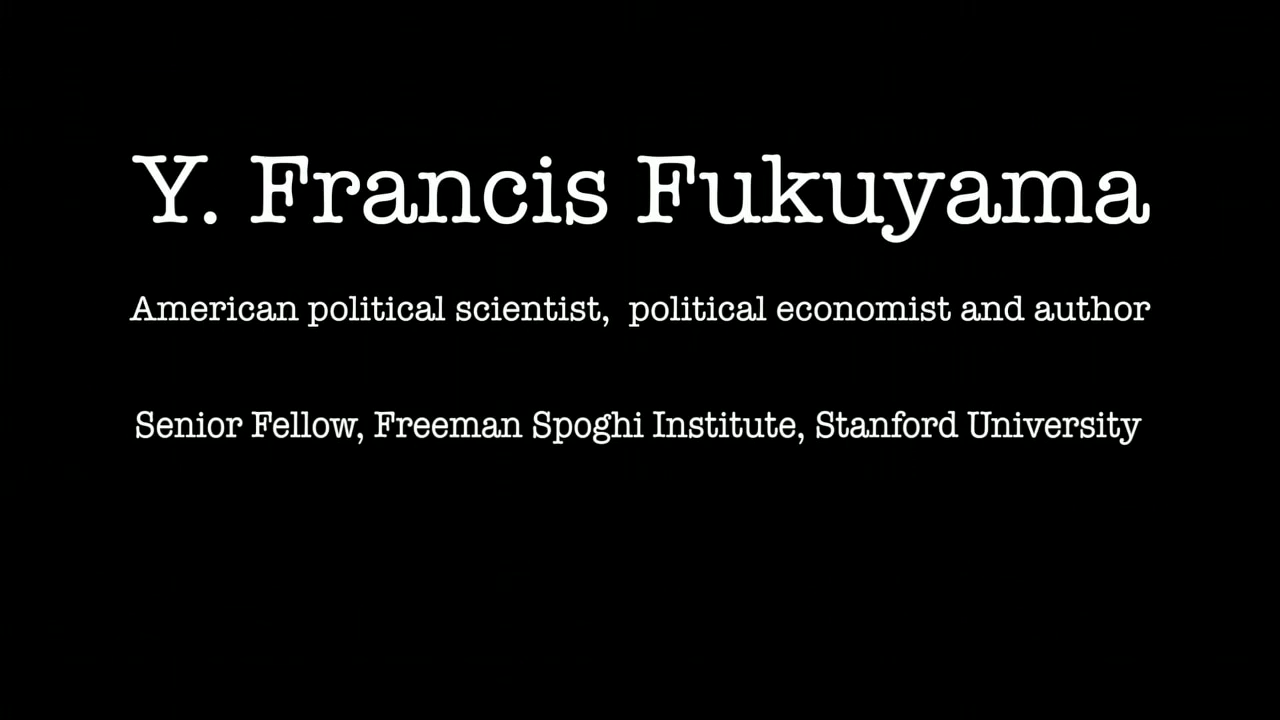 Y. Francis Fukuyama
American political scientist,  political economist and author
Senior Fellow, Freeman Spoghi Institute, Stanford University